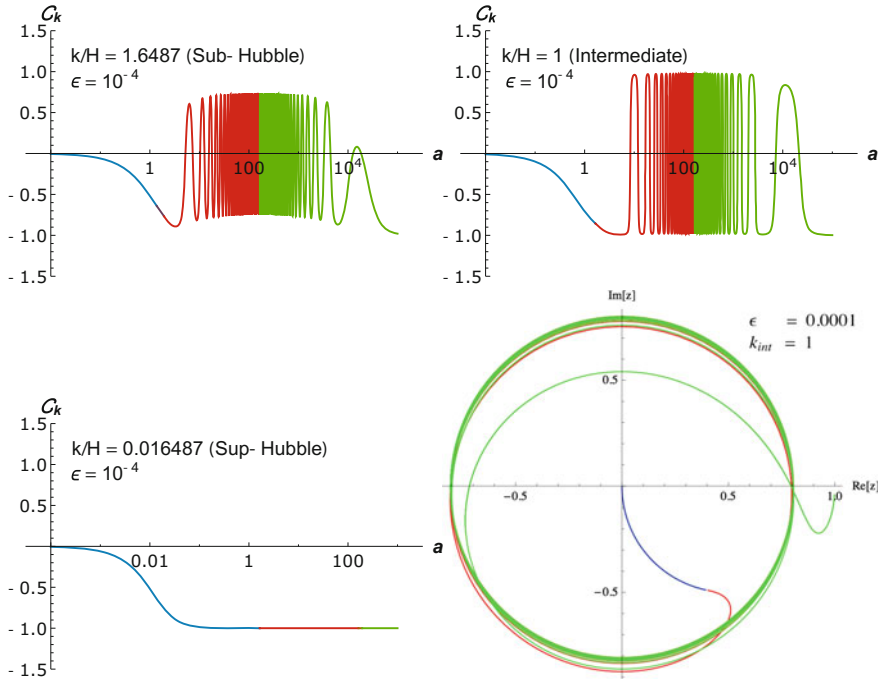 C_k
1.5
1.0
0.5
- 0.5
- 1.0
- 1.5
k/H = 1.6487 (Sub- Hubble)
ϵ = 10^-4
1
100
10^4
a
C_k
1.5
1.0
0.5
- 0.5
- 1.0
- 1.5
k/H = 1 (Intermediate)
ϵ = 10^-4
1
100
10^4
a
C_k
1.5
1.0
0.5
- 0.5
- 1.0
- 1.5
k/H = 0.016487 (Sup- Hubble)
ϵ = 10^-4
0.01
1
100
a
Im[z]
ϵ = 0.0001
k_int = 1
0.5
Re[z]
−0.5
0.5
1.0
−0.5